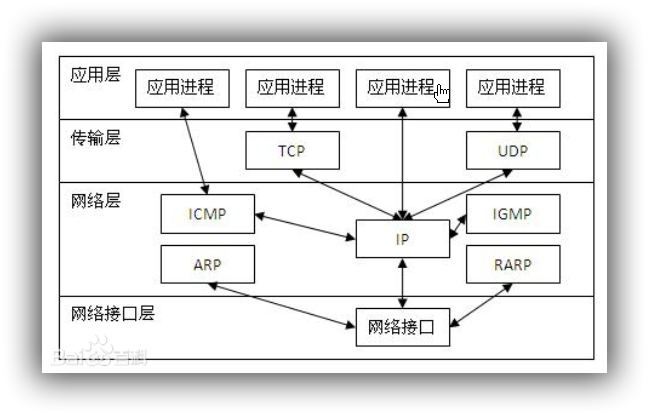 应用层
应用进程 应用进程 应用进程 应用进程
传输层
TCP UDP
网络层
ICMP IP IGMP
ARP RARP
网络接口层
网络接口
Baidu百科